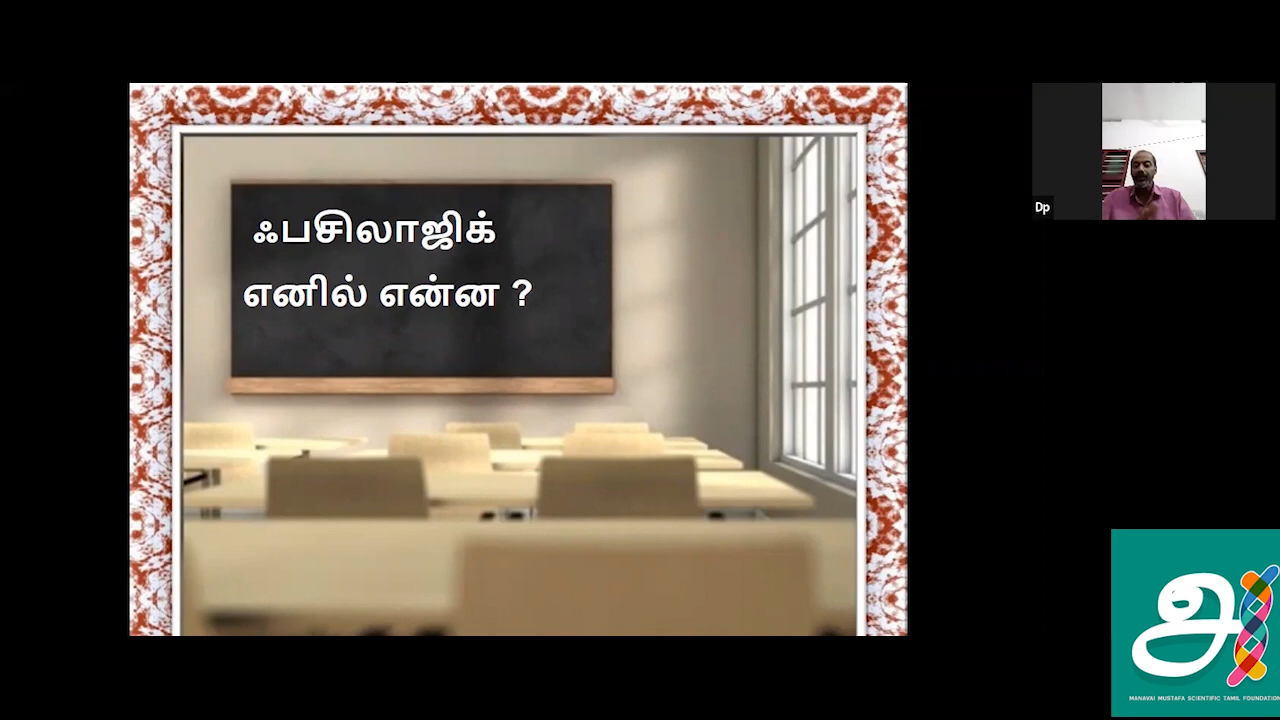 ஃபசிலாஜிக்
எனில் என்ன ?
Dp
அ
MANAVAI MUSTAFA SCIENTIFIC TAMIL FOUNDATION